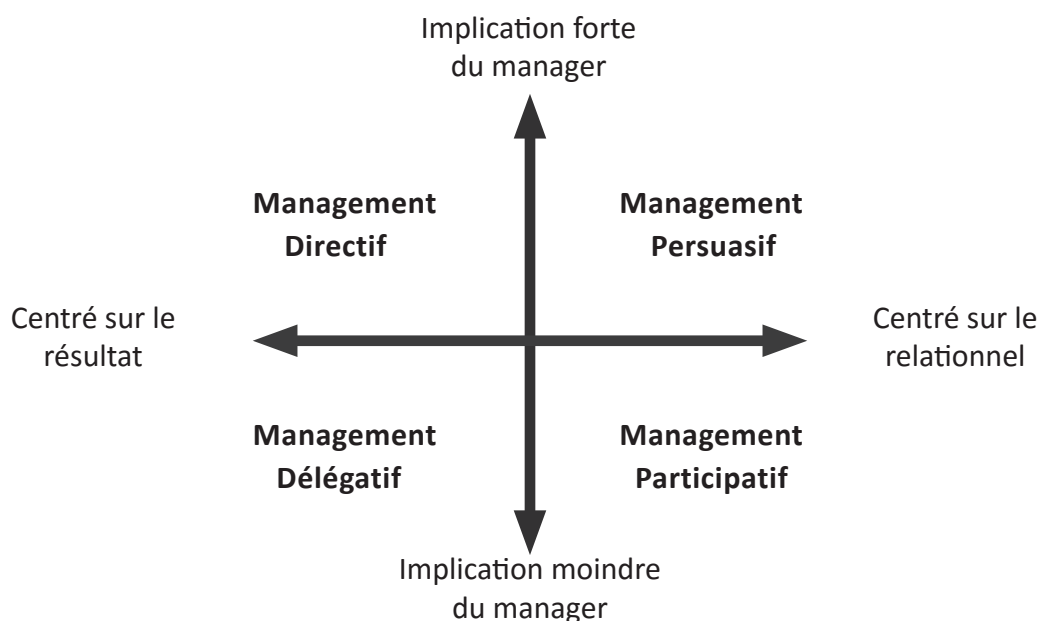 Implication forte
du manager
Management
Directif
Management
Persuasif
Centré sur le
résultat
Centré sur le
relationnel
Management
Délégatif
Management
Participatif
Implication moindre
du manager